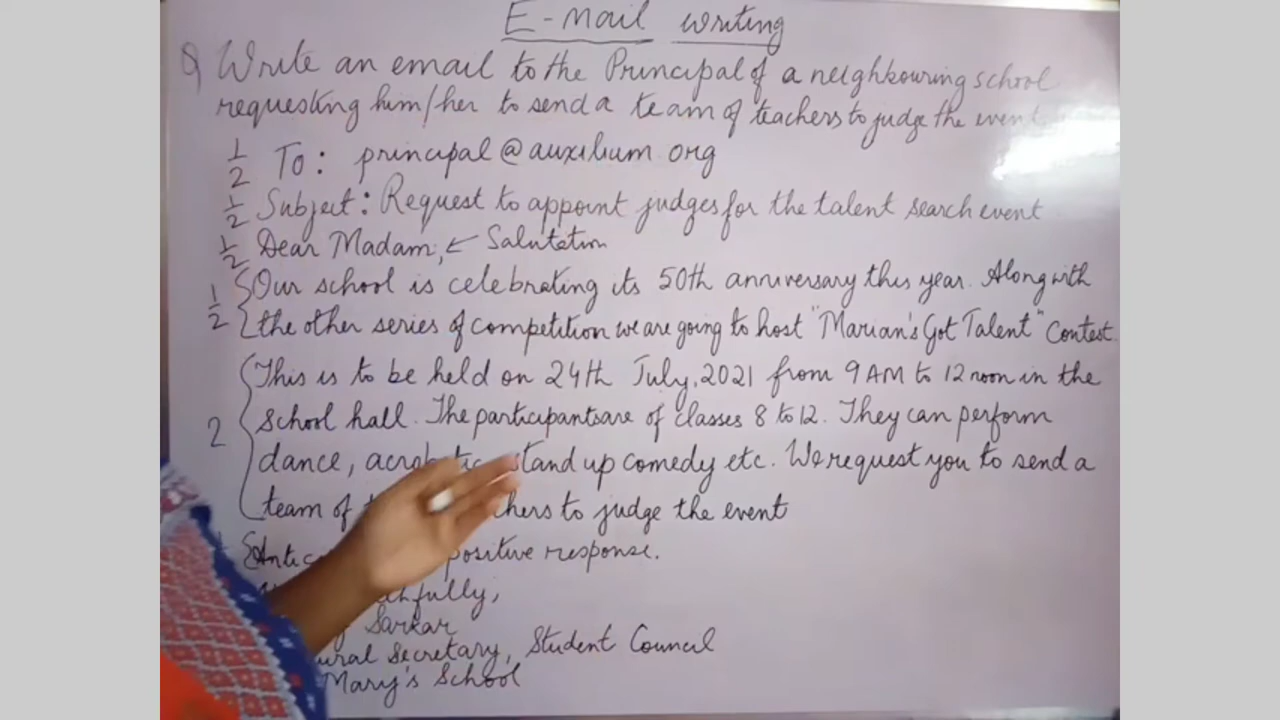 E-mail writing
Q Write an email to the Principal of a neighbouring school
requesting him/her to send a team of teachers to judge the event
1/2 To: principal@auxilium.org
1/2 Subject: Request to appoint judges for the talent search event
1/2 Dear Madam, ← Salutation
1/2 Our school is celebrating its 50th anniversary this year. Along with
the other series of competition we are going to host "Marian's Got Talent" Contest.
This is to be held on 24th July, 2021 from 9 AM to 12 noon in the
2 school hall. The participants are of classes 8 to 12. They can perform
dance, stand up comedy etc. We request you to send a
team of to judge the event
positive response.
Sarkar
Secretary, Student Council
Mary's School